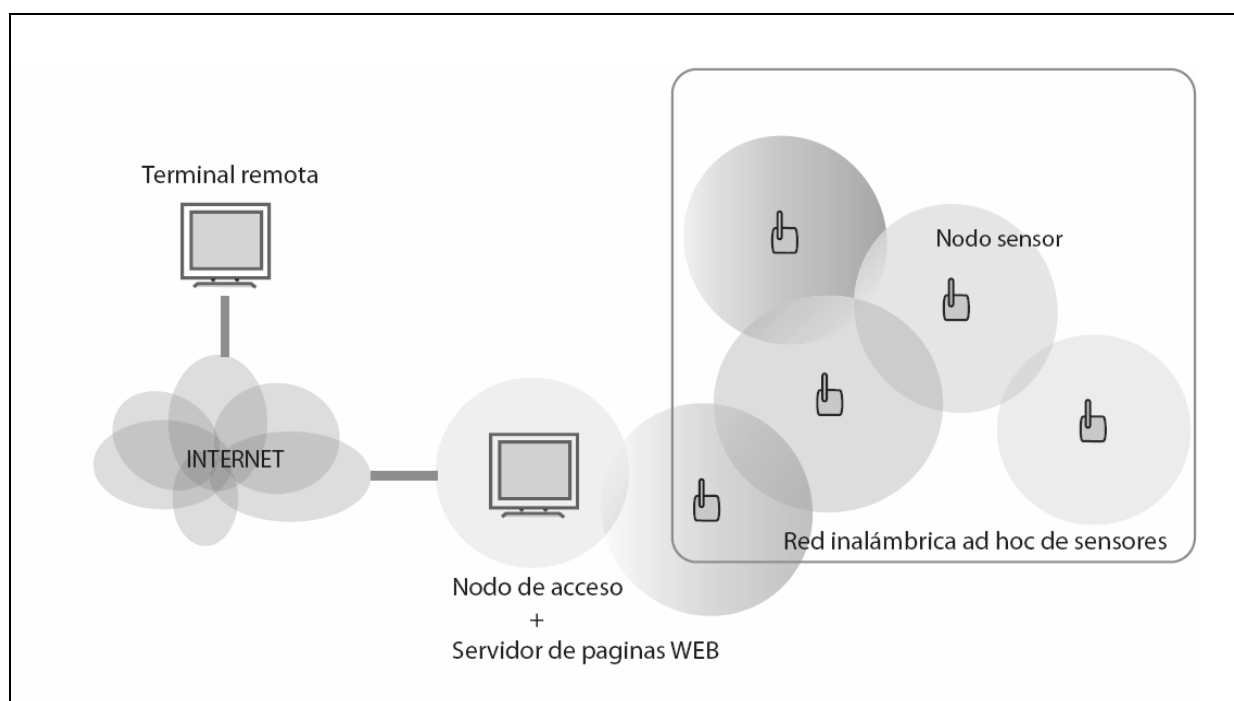 Terminal remota
Nodo sensor
INTERNET
Red inalámbrica ad hoc de sensores
Nodo de acceso
+
Servidor de paginas WEB